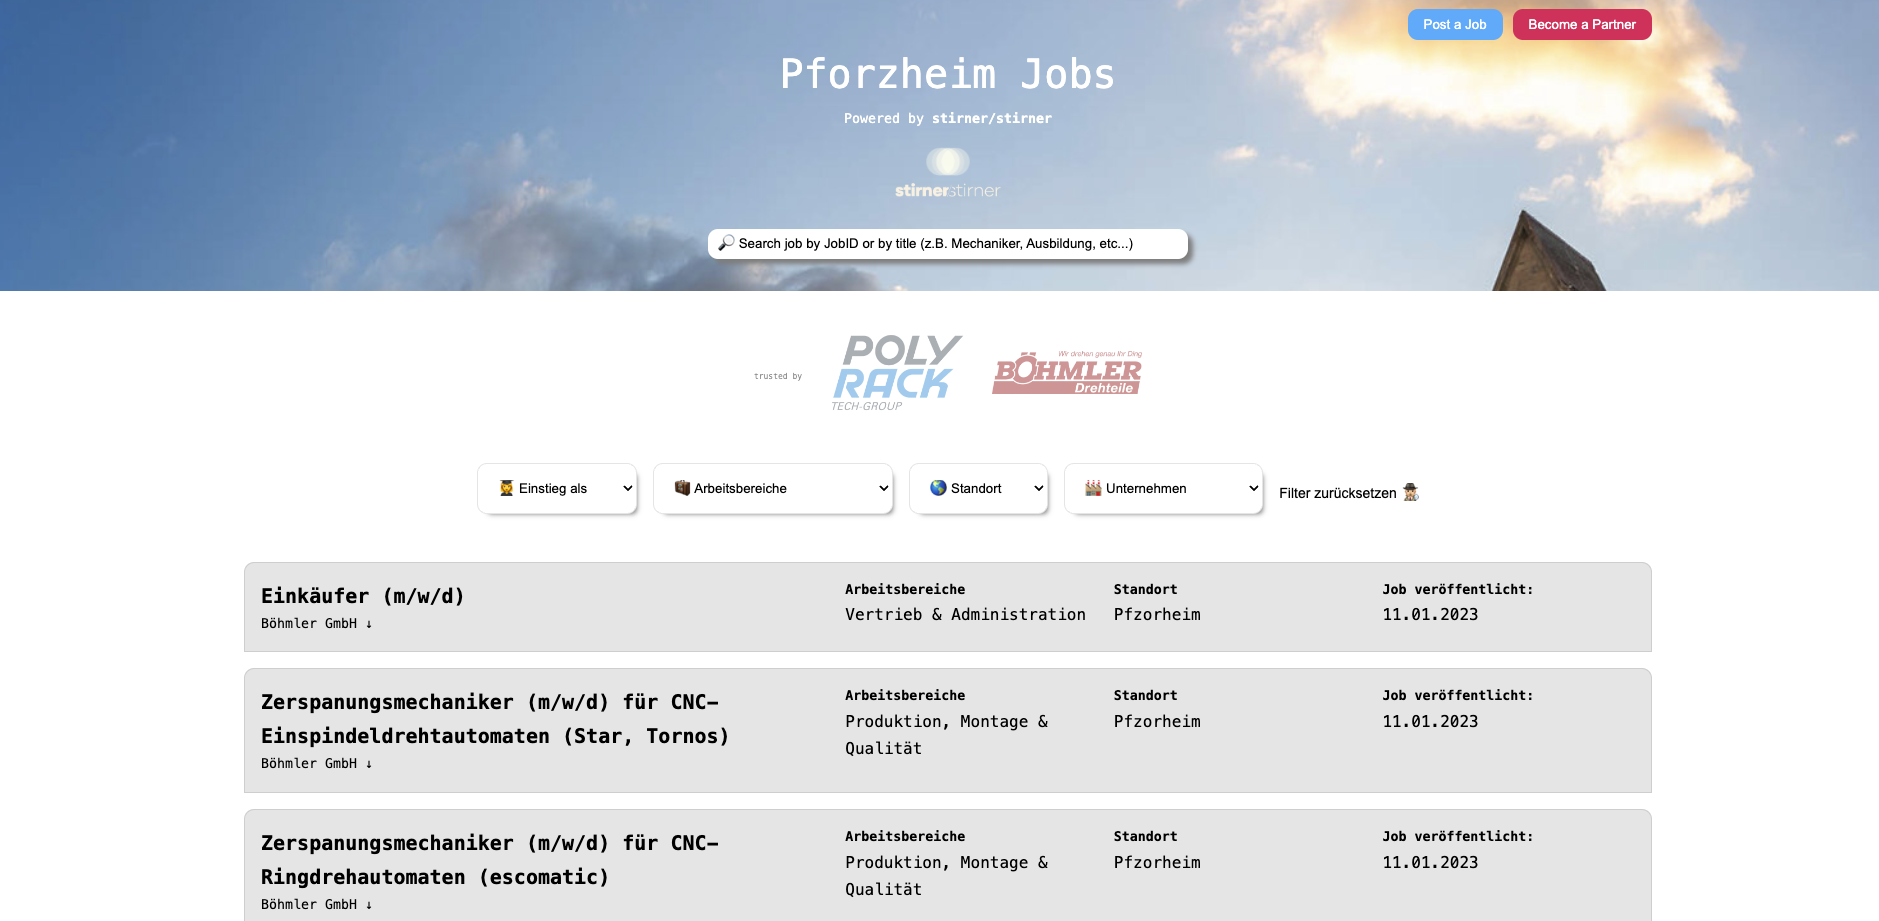 Post a Job
Become a Partner
Pforzheim Jobs
Powered by stirner/stirner
stirnerstirner
Search job by JobID or by title (z.B. Mechaniker, Ausbildung, etc...)
trusted by
POLY
RACK
TECH-GROUP
Wir drehen genau Ihr Ding
BÖHMLER
Drehteile
Einstieg als
Arbeitsbereiche
Standort
Unternehmen
Filter zurücksetzen
Einkäufer (m/w/d)
Böhmler GmbH ↓
Arbeitsbereiche
Vertrieb & Administration
Standort
Pfzorheim
Job veröffentlicht:
11.01.2023
Zerspanungsmechaniker (m/w/d) für CNC-
Einspindeldrehtautomaten (Star, Tornos)
Böhmler GmbH ↓
Arbeitsbereiche
Produktion, Montage &
Qualität
Standort
Pfzorheim
Job veröffentlicht:
11.01.2023
Zerspanungsmechaniker (m/w/d) für CNC-
Ringdrehautomaten (escomatic)
Böhmler GmbH ↓
Arbeitsbereiche
Produktion, Montage &
Qualität
Standort
Pfzorheim
Job veröffentlicht:
11.01.2023